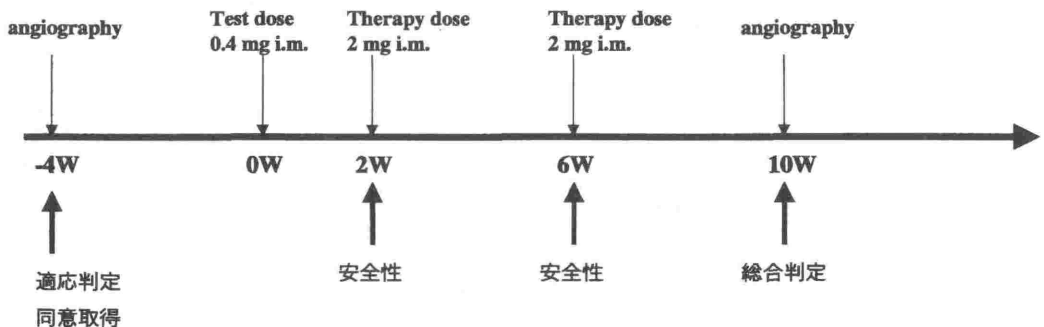 angiography
Test dose
0.4 mg i.m.
Therapy dose
2 mg i.m.
Therapy dose
2 mg i.m.
angiography
-4W
0W
2W
6W
10W
適応判定
同意取得
安全性
安全性
総合判定